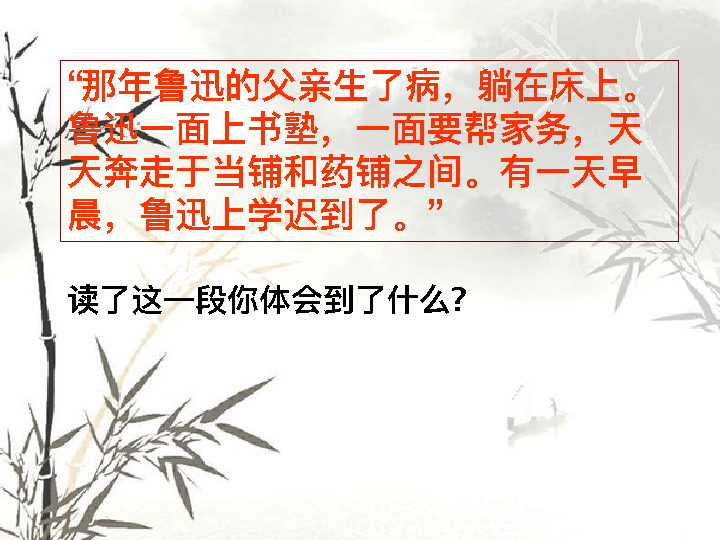 “那年鲁迅的父亲生了病，躺在床上。
鲁迅一面上书塾，一面要帮家务，天
天奔走于当铺和药铺之间。有一天早
晨，鲁迅上学迟到了。”
读了这一段你体会到了什么?